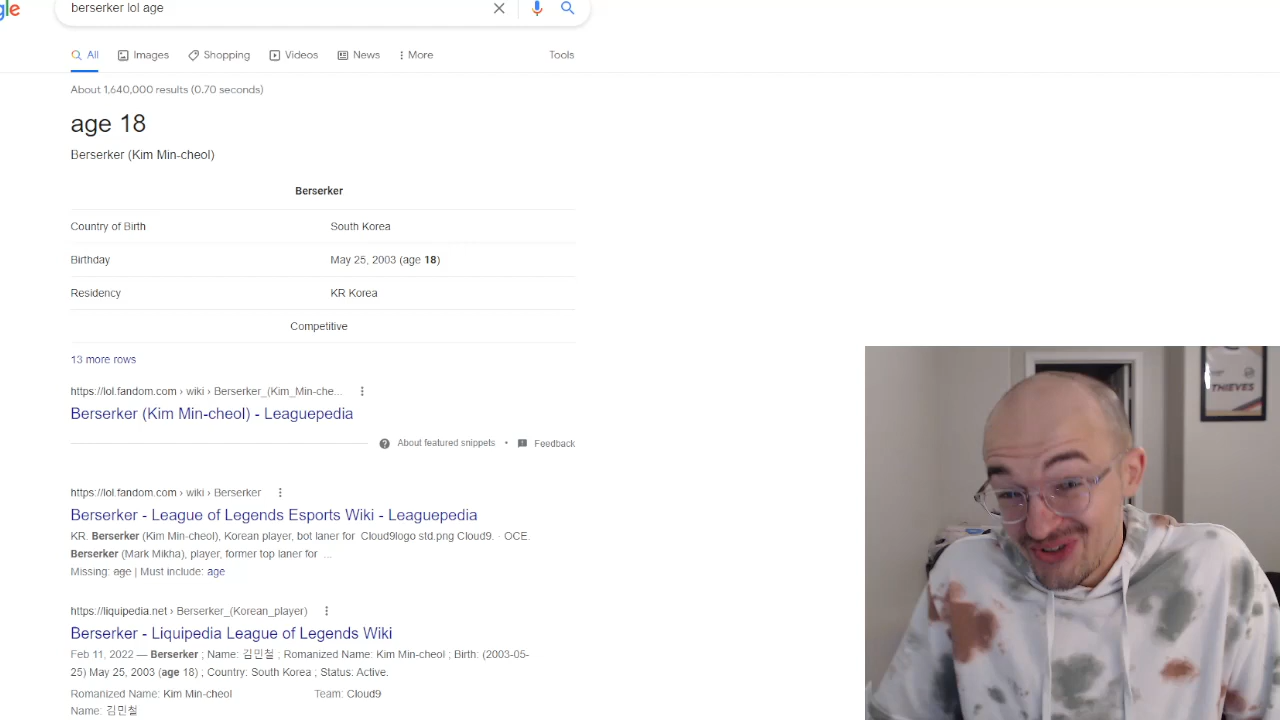 gle
berserker lol age
All Images Shopping Videos News More Tools
About 1,640,000 results (0.70 seconds)
age 18
Berserker (Kim Min-cheol)
Berserker
Country of Birth South Korea
Birthday May 25, 2003 (age 18)
Residency KR Korea
Competitive
13 more rows
https://lol.fandom.com › wiki › Berserker_(Kim_Min-che...
Berserker (Kim Min-cheol) - Leaguepedia
About featured snippets • Feedback
https://lol.fandom.com › wiki › Berserker
Berserker - League of Legends Esports Wiki - Leaguepedia
KR. Berserker (Kim Min-cheol), Korean player, bot laner for Cloud9logo std.png Cloud9. · OCE.
Berserker (Mark Mikha), player, former top laner for ...
Missing: age | Must include: age
https://liquipedia.net › Berserker_(Korean_player)
Berserker - Liquipedia League of Legends Wiki
Feb 11, 2022 — Berserker ; Name: 김민철 ; Romanized Name: Kim Min-cheol ; Birth: (2003-05-
25) May 25, 2003 (age 18) ; Country: South Korea ; Status: Active.
Romanized Name: Kim Min-cheol Team: Cloud9
Name: 김민철
THIEVES